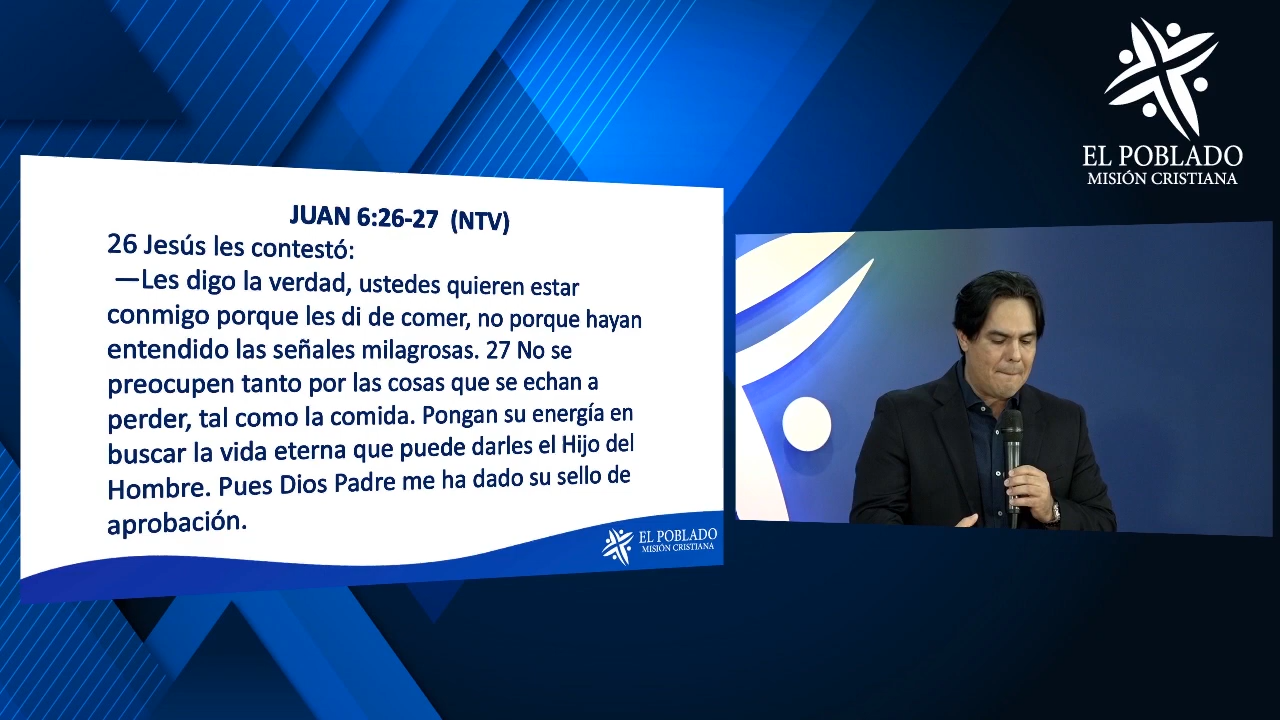 EL POBLADO
MISIÓN CRISTIANA
JUAN 6:26-27 (NTV)
26 Jesús les contestó:
—Les digo la verdad, ustedes quieren estar
conmigo porque les di de comer, no porque hayan
entendido las señales milagrosas. 27 No se
preocupen tanto por las cosas que se echan a
perder, tal como la comida. Pongan su energía en
buscar la vida eterna que puede darles el Hijo del
Hombre. Pues Dios Padre me ha dado su sello de
aprobación.
EL POBLADO
MISIÓN CRISTIANA